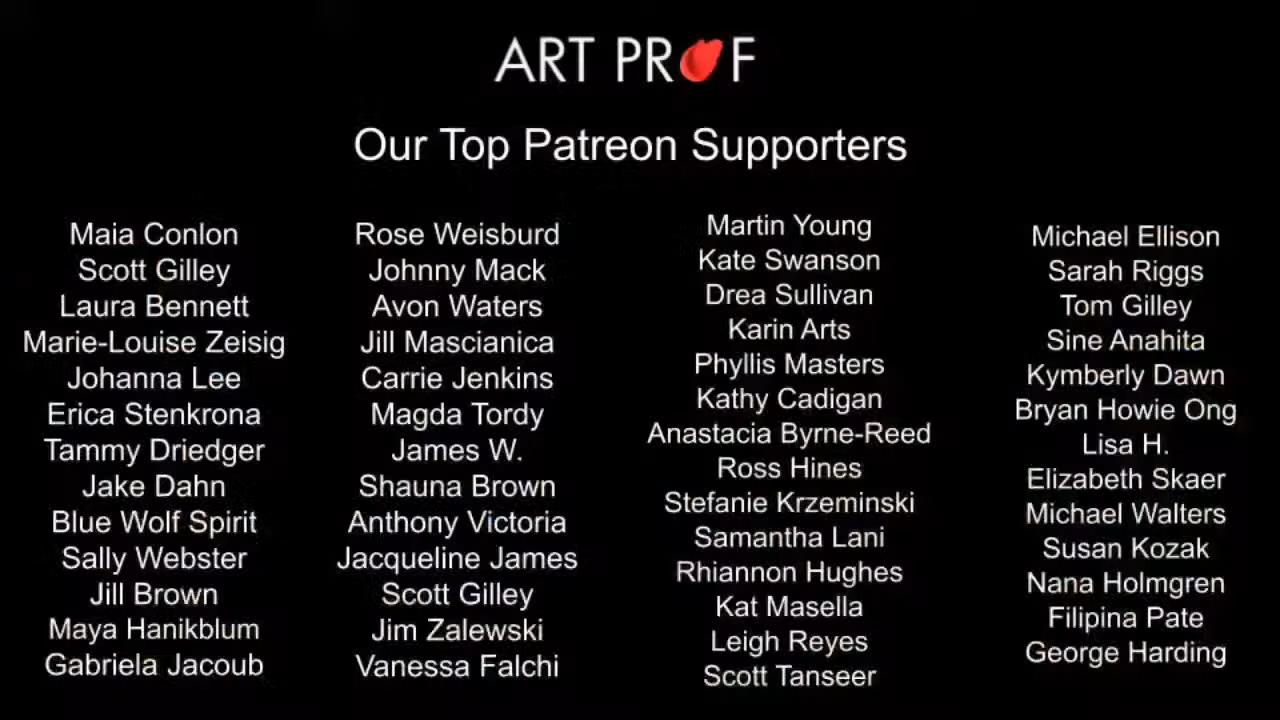 ART PROF
Our Top Patreon Supporters
Maia Conlon
Scott Gilley
Laura Bennett
Marie-Louise Zeisig
Johanna Lee
Erica Stenkrona
Tammy Driedger
Jake Dahn
Blue Wolf Spirit
Sally Webster
Jill Brown
Maya Hanikblum
Gabriela Jacoub
Rose Weisburd
Johnny Mack
Avon Waters
Jill Mascianica
Carrie Jenkins
Magda Tordy
James W.
Shauna Brown
Anthony Victoria
Jacqueline James
Scott Gilley
Jim Zalewski
Vanessa Falchi
Martin Young
Kate Swanson
Drea Sullivan
Karin Arts
Phyllis Masters
Kathy Cadigan
Anastacia Byrne-Reed
Ross Hines
Stefanie Krzeminski
Samantha Lani
Rhiannon Hughes
Kat Masella
Leigh Reyes
Scott Tanseer
Michael Ellison
Sarah Riggs
Tom Gilley
Sine Anahita
Kymberly Dawn
Bryan Howie Ong
Lisa H.
Elizabeth Skaer
Michael Walters
Susan Kozak
Nana Holmgren
Filipina Pate
George Harding